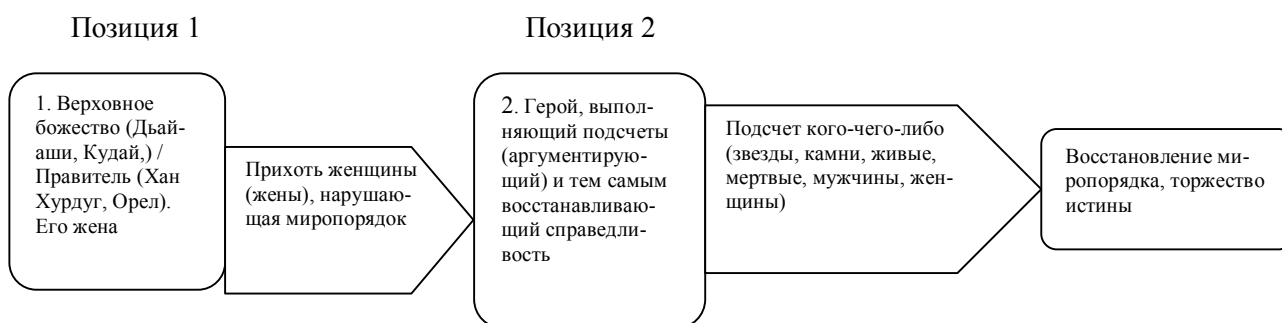 Позиция 1
Позиция 2
1. Верховное
божество (Дьай-
аши, Кудай,) /
Правитель (Хан
Хурдуг, Орел).
Его жена
Прихоть женщины
(жены), нарушаю-
щая миропорядок
2. Герой, выпол-
няющий подсчеты
(аргументирую-
щий) и тем самым
восстанавливаю-
щий справедли-
вость
Подсчет кого-чего-либо
(звезды, камни, живые,
мертвые, мужчины, жен-
щины)
Восстановление ми-
ропорядка, торжество
истины